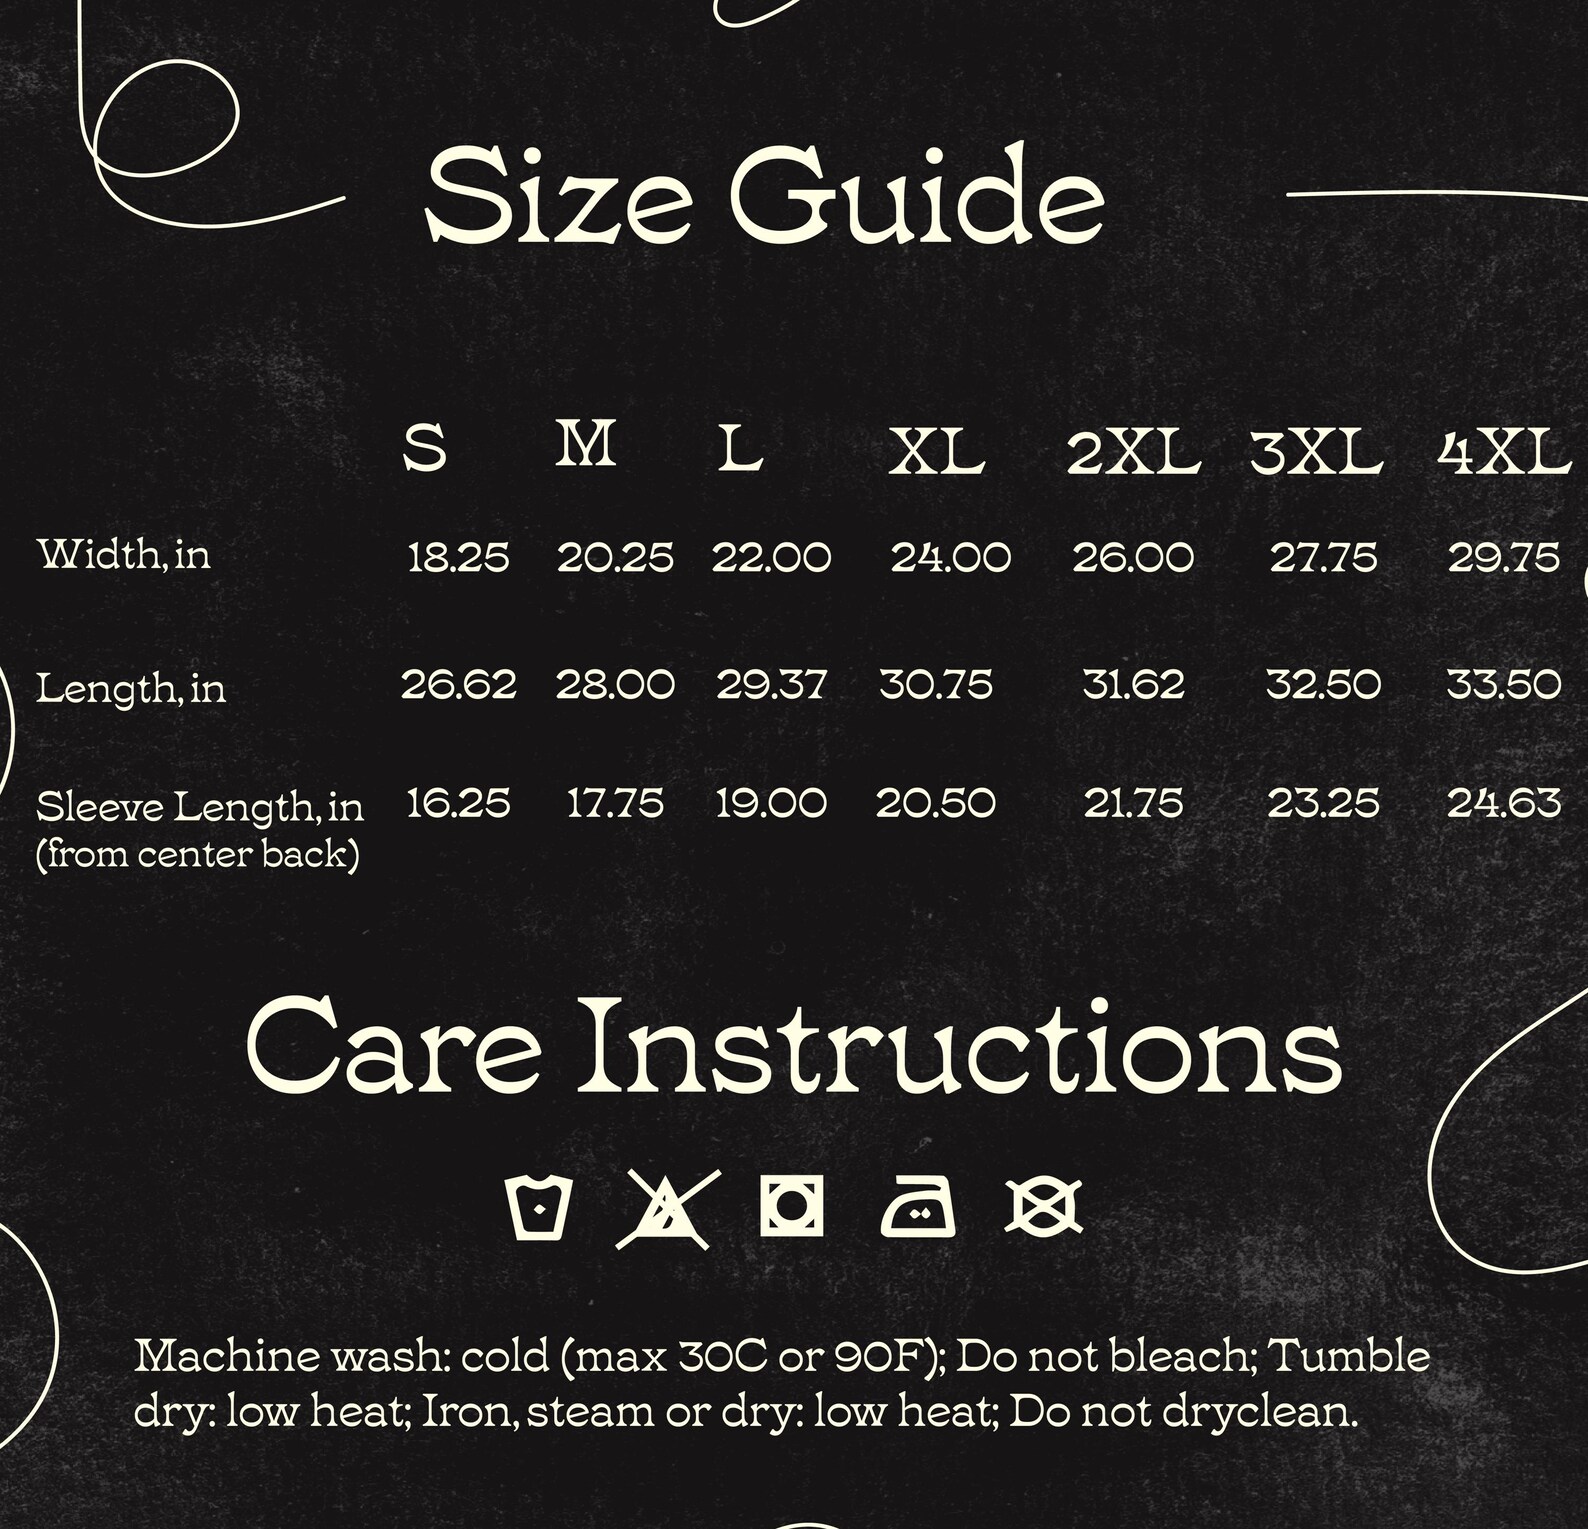 Size Guide
S M L XL 2XL 3XL 4XL
Width, in 18.25 20.25 22.00 24.00 26.00 27.75 29.75
Length, in 26.62 28.00 29.37 30.75 31.62 32.50 33.50
Sleeve Length, in 16.25 17.75 19.00 20.50 21.75 23.25 24.63
(from center back)
Care Instructions
Machine wash: cold (max 30C or 90F); Do not bleach; Tumble
dry: low heat; Iron, steam or dry: low heat; Do not dryclean.